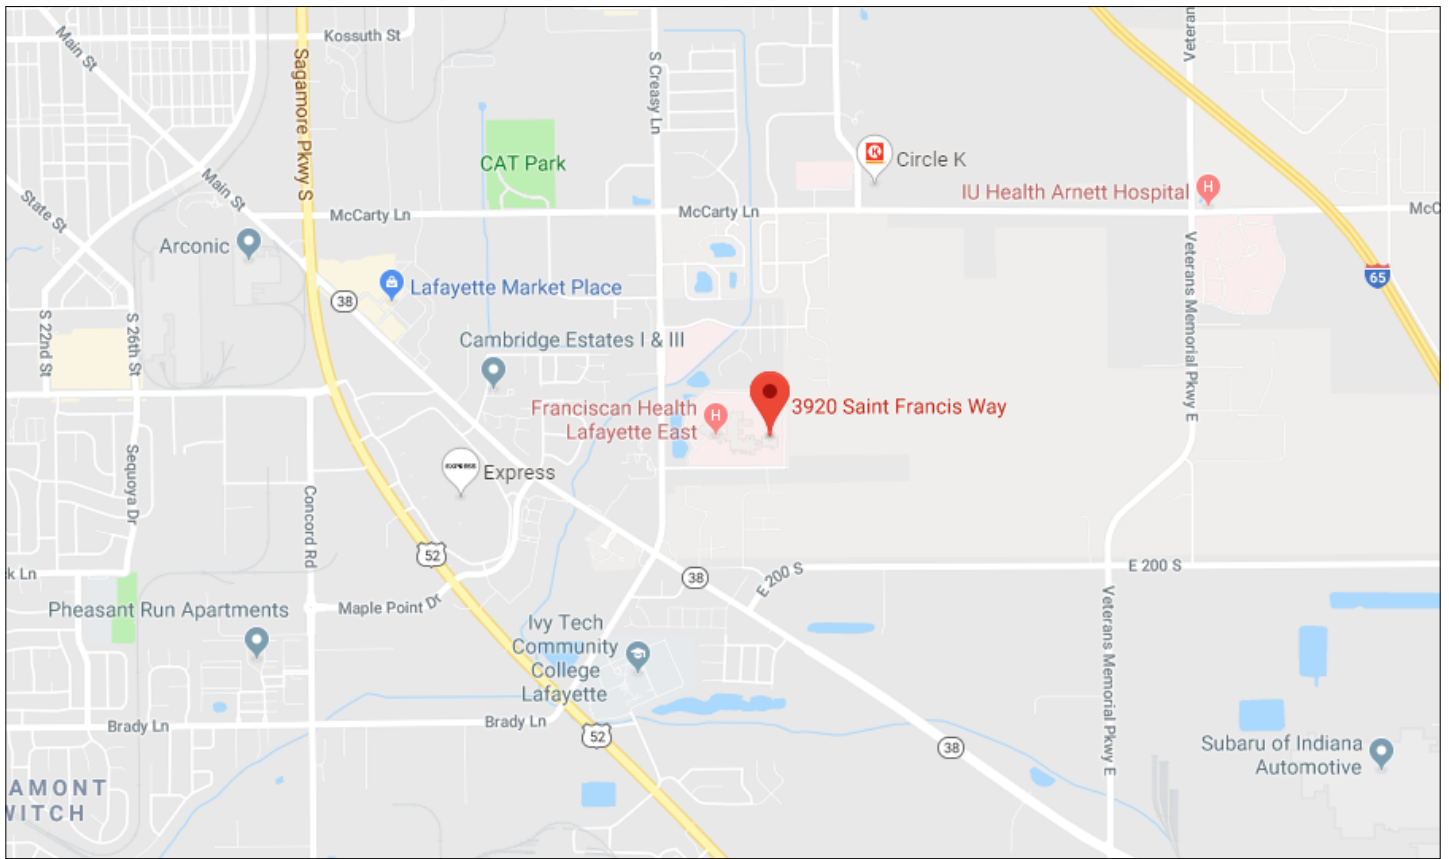 Main St
Kossuth St
Sagamore Pkwy S
S Creasy Ln
Veteran
CAT Park
Circle K
IU Health Arnett Hospital
State St
Main St
McCarty Ln
McCarty Ln
McC
Arconic
Lafayette Market Place
38
65
S 22nd St
S 26th St
Cambridge Estates I & III
Veterans Memorial Pkwy E
Franciscan Health
Lafayette East
H
H
K
3920 Saint Francis Way
EXPRESS
Express
Sequoya Dr
Concord Rd
52
k Ln
38
E 200 S
E 200 S
Pheasant Run Apartments
Maple Point Dr
Ivy Tech
Community
College
Lafayette
Veterans Memorial Pkwy E
Brady Ln
Brady Ln
52
38
Subaru of Indiana
Automotive
AMONT
WITCH